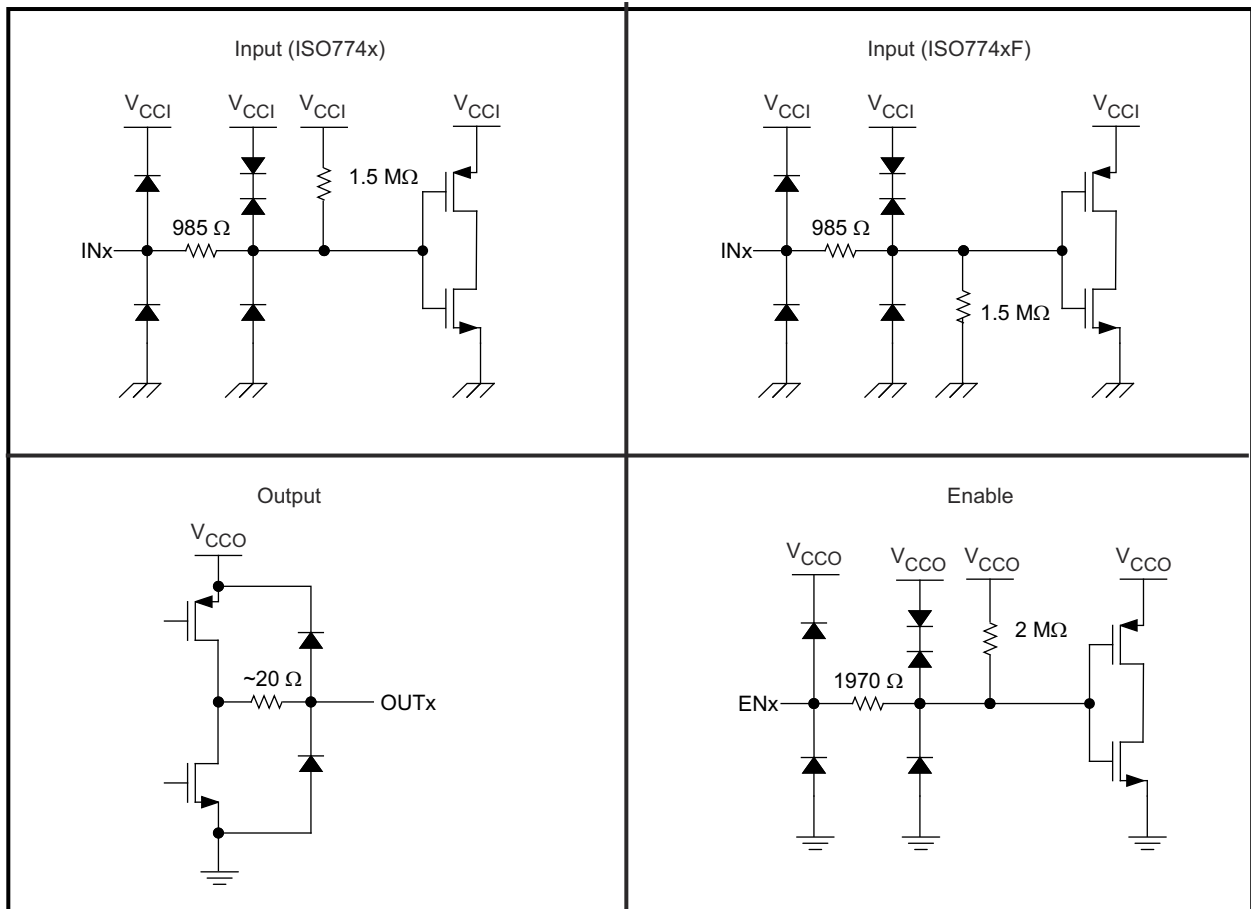 Input (ISO774x)
V_CCI V_CCI V_CCI V_CCI
1.5 MΩ
985 Ω
INx
Input (ISO774xF)
V_CCI V_CCI V_CCI
985 Ω
INx
1.5 MΩ
Output
V_CCO
~20 Ω
OUTx
Enable
V_CCO V_CCO V_CCO V_CCO
2 MΩ
1970 Ω
ENx